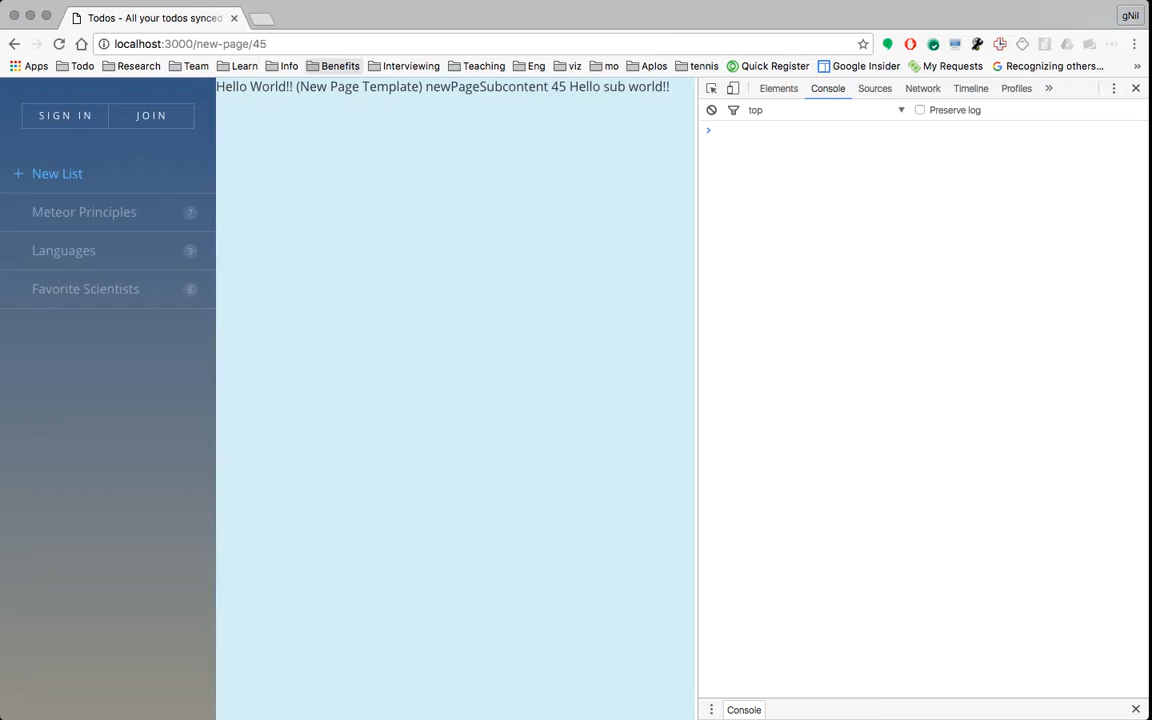 Todos - All your todos synced
gNil
localhost:3000/new-page/45
Apps Todo Research Team Learn Info Benefits Interviewing Teaching Eng viz mo Aplos tennis Quick Register Google Insider My Requests Recognizing others... »
Hello World!! (New Page Template) newPageSubcontent 45 Hello sub world!!
SIGN IN JOIN
+ New List
Meteor Principles 7
Languages 9
Favorite Scientists 6
Elements Console Sources Network Timeline Profiles »
top Preserve log
Console